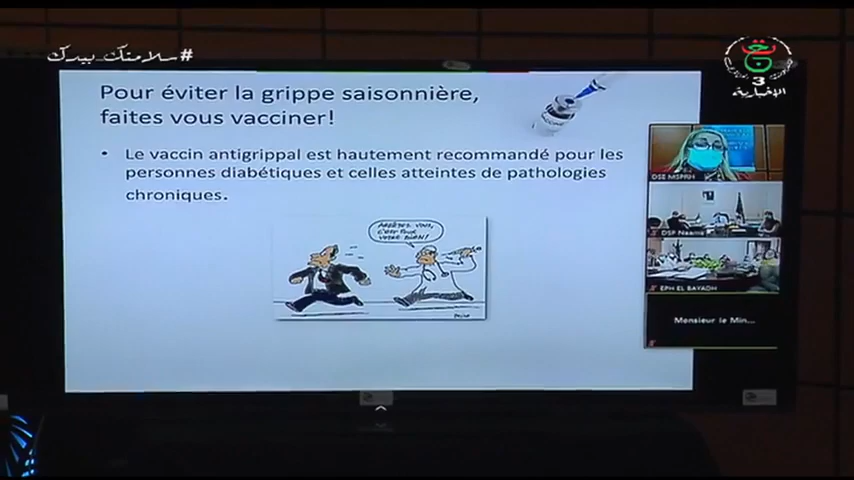 #سلامتك_بيدك
3
الإخبارية
Pour éviter la grippe saisonnière,
faites vous vacciner!
• Le vaccin antigrippal est hautement recommandé pour les
personnes diabétiques et celles atteintes de pathologies
chroniques.
ARRÊTEZ VOUS,
C'EST POUR
VOTRE BIEN!
DSE MSPRH
DSP Naama
EPH EL BAYADH
Monsieur le Min...